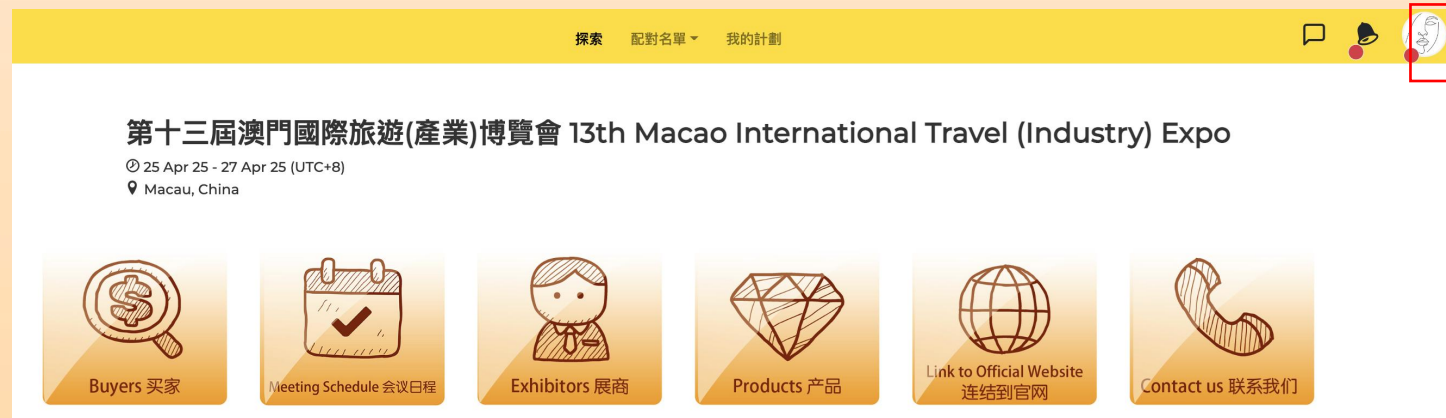 探索 配對名單 我的計劃
第十三屆澳門國際旅遊(產業)博覽會 13th Macao International Travel (Industry) Expo
25 Apr 25 - 27 Apr 25 (UTC+8)
Macau, China
Buyers 买家
Meeting Schedule 会议日程
Exhibitors 展商
Products 产品
Link to Official Website
连结到官网
Contact us 联系我们